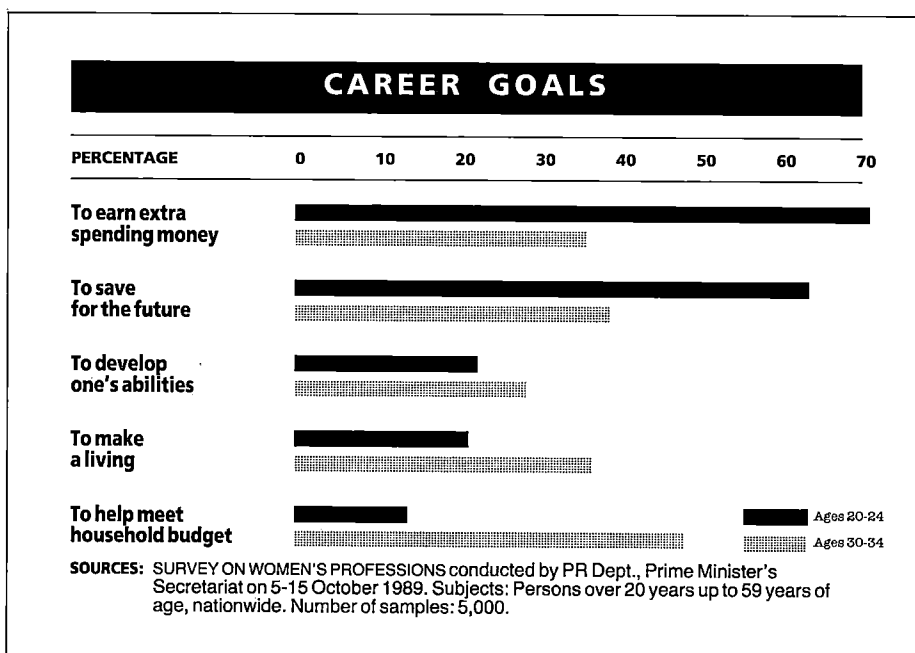 CAREER GOALS
PERCENTAGE 0 10 20 30 40 50 60 70
To earn extra
spending money
To save
for the future
To develop
one's abilities
To make
a living
To help meet
household budget
Ages 20-24
Ages 30-34
SOURCES: SURVEY ON WOMEN'S PROFESSIONS conducted by PR Dept., Prime Minister's
Secretariat on 5-15 October 1989. Subjects: Persons over 20 years up to 59 years of
age, nationwide. Number of samples: 5,000.